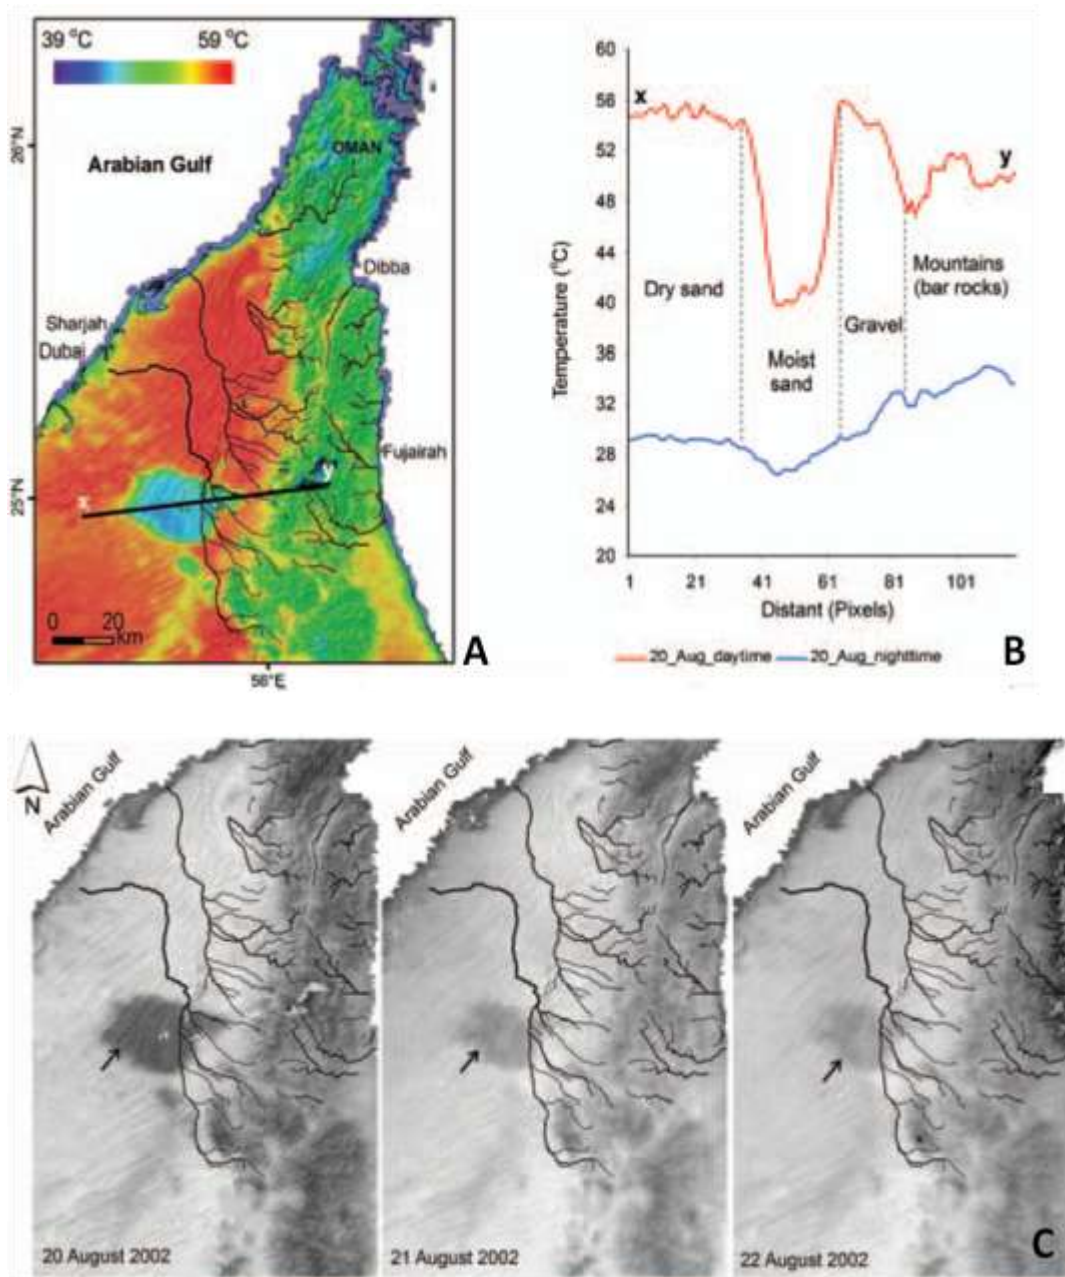 39 °C
59 °C
26°N
Arabian Gulf
OMAN
Dibba
Sharjah
Dubai
Fujairah
25°N
x
y
0 20
km
56°E
A
60
56
52
48
44
40
36
32
28
24
20
Temperature (°C)
x
y
Dry sand
Moist
sand
Gravel
Mountains
(bar rocks)
1 21 41 61 81 101
Distant (Pixels)
20_Aug_daytime 20_Aug_nighttime
B
N
Arabian Gulf
Arabian Gulf
Arabian Gulf
20 August 2002
21 August 2002
22 August 2002
C